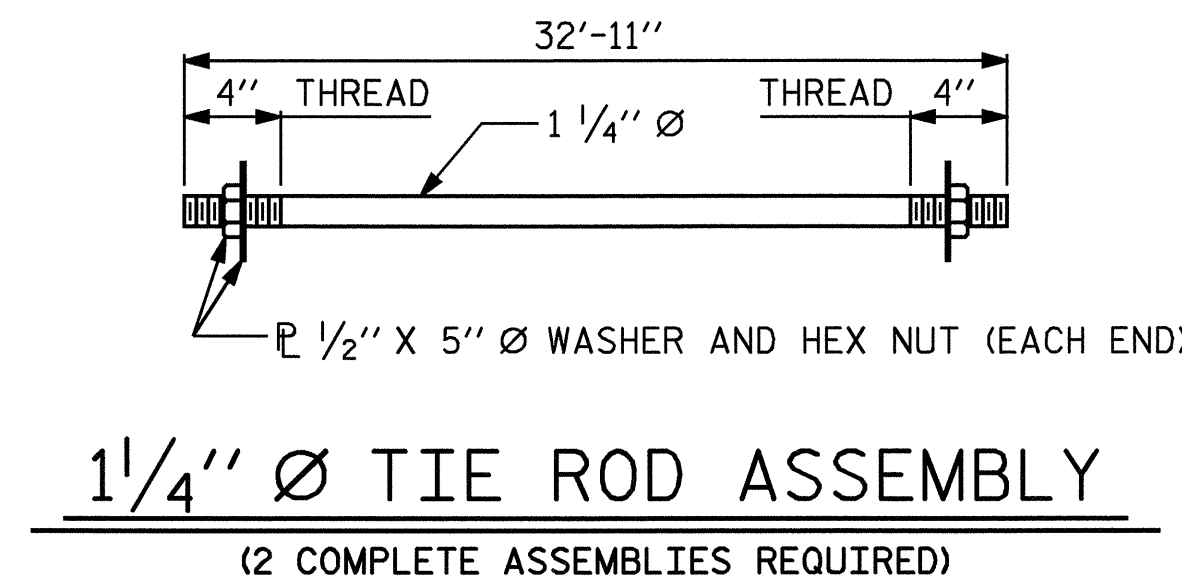 32'-11"
4" THREAD
THREAD 4"
1 1/4" Ø
PL 1/2" X 5" Ø WASHER AND HEX NUT (EACH END)
1 1/4" Ø TIE ROD ASSEMBLY
(2 COMPLETE ASSEMBLIES REQUIRED)